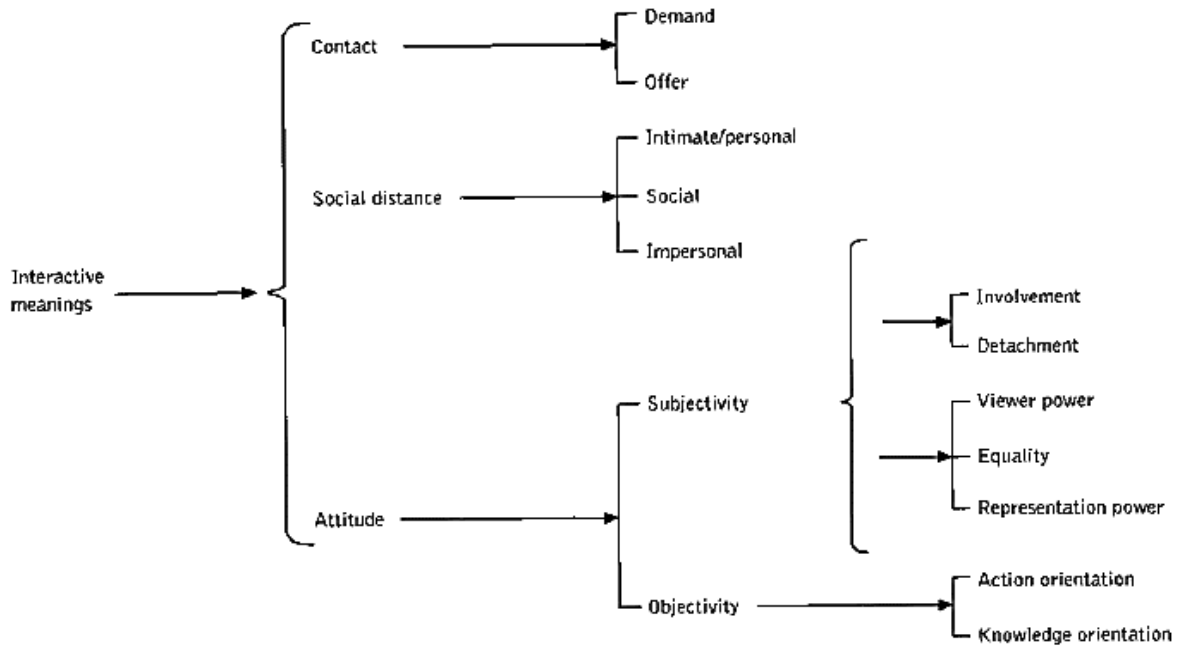 Demand
Contact
Offer
Intimate/personal
Social distance
Social
Impersonal
Interactive
meanings
Involvement
Detachment
Subjectivity
Viewer power
Equality
Representation power
Attitude
Action orientation
Objectivity
Knowledge orientation